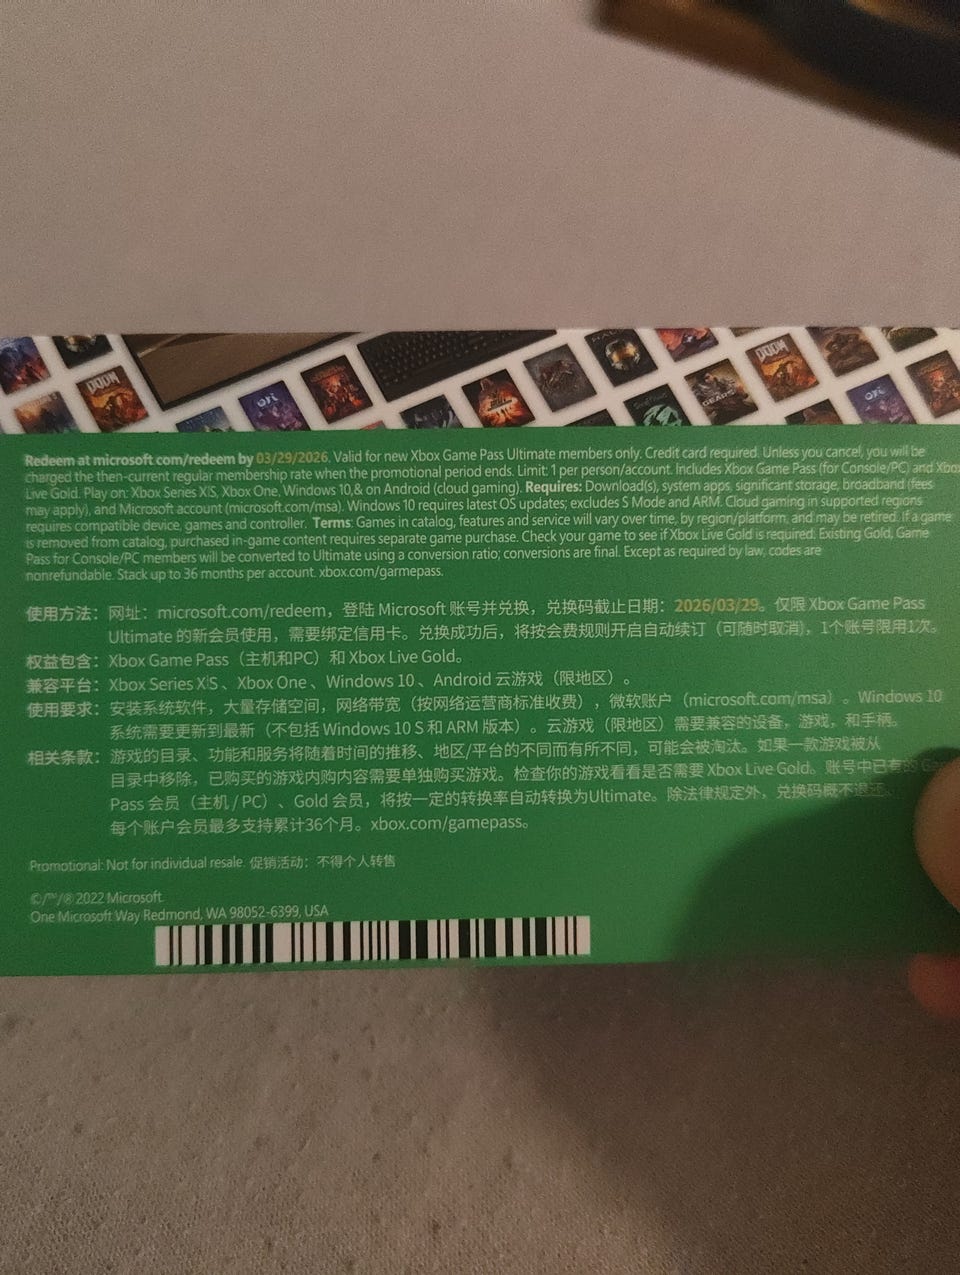 DOOM
DOOM
Ori
GEARS
Ori
Redeem at microsoft.com/redeem by 03/29/2026. Valid for new Xbox Game Pass Ultimate members only. Credit card required. Unless you cancel, you will be
charged the then-current regular membership rate when the promotional period ends. Limit: 1 per person/account. Includes Xbox Game Pass (for Console/PC) and Xbox
Live Gold. Play on: Xbox Series X|S, Xbox One, Windows 10,& on Android (cloud gaming). Requires: Download(s), system apps, significant storage, broadband (fees
may apply), and Microsoft account (microsoft.com/msa). Windows 10 requires latest OS updates; excludes S Mode and ARM. Cloud gaming in supported regions
requires compatible device, games and controller. Terms: Games in catalog, features and service will vary over time, by region/platform, and may be retired. If a game
is removed from catalog, purchased in-game content requires separate game purchase. Check your game to see if Xbox Live Gold is required. Existing Gold, Game
Pass for Console/PC members will be converted to Ultimate using a conversion ratio; conversions are final. Except as required by law, codes are
nonrefundable. Stack up to 36 months per account. xbox.com/garmepass.
使用方法：网址：microsoft.com/redeem，登陆 Microsoft 账号并兑换，兑换码截止日期：2026/03/29。仅限 Xbox Game Pass
Ultimate 的新会员使用，需要绑定信用卡。兑换成功后，将按会费规则开启自动续订（可随时取消），1个账号限用1次。
权益包含：Xbox Game Pass（主机和PC）和 Xbox Live Gold。
兼容平台：Xbox Series X|S 、Xbox One 、Windows 10 、Android 云游戏（限地区）。
使用要求：安装系统软件，大量存储空间，网络带宽（按网络运营商标准收费），微软账户（microsoft.com/msa）。Windows 10
系统需要更新到最新（不包括 Windows 10 S 和 ARM 版本）。云游戏（限地区）需要兼容的设备，游戏，和手柄。
相关条款：游戏的目录、功能和服务将随着时间的推移、地区/平台的不同而有所不同，可能会被淘汰。如果一款游戏被从
目录中移除，已购买的游戏内购内容需要单独购买游戏。检查你的游戏看看是否需要 Xbox Live Gold。账号中已有的
Pass 会员（主机 / PC）、Gold 会员，将按一定的转换率自动转换为Ultimate。除法律规定外，兑换码概不退还。
每个账户会员最多支持累计36个月。xbox.com/gamepass。
Promotional: Not for individual resale. 促销活动：不得个人转售
©/™/® 2022 Microsoft.
One Microsoft Way Redmond, WA 98052-6399, USA